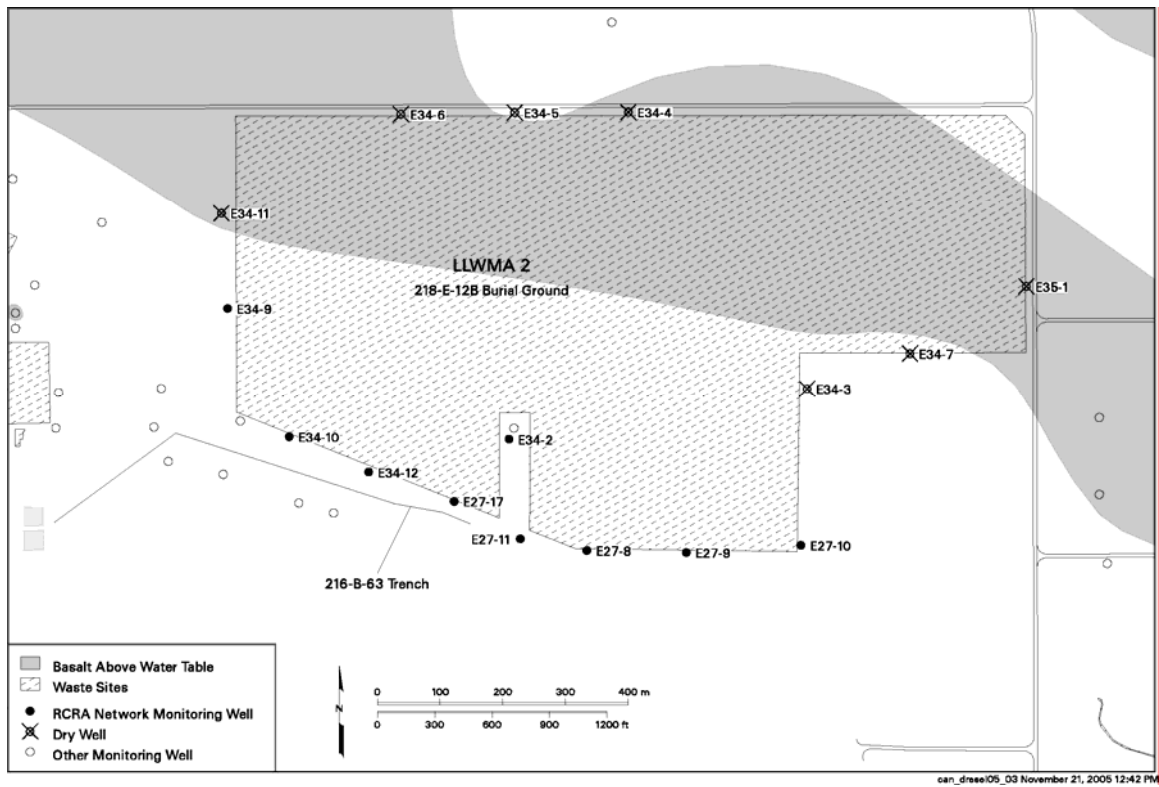 E34-6
E34-5
E34-4
E34-11
LLWMA 2
218-E-12B Burial Ground
E35-1
E34-9
E34-7
E34-3
E34-10
E34-2
E34-12
E27-17
E27-11
E27-8
E27-9
E27-10
216-B-63 Trench
Basalt Above Water Table
Waste Sites
RCRA Network Monitoring Well
Dry Well
Other Monitoring Well
N
0 100 200 300 400 m
0 300 600 900 1200 ft
can_dresel05_03 November 21, 2005 12:42 PM